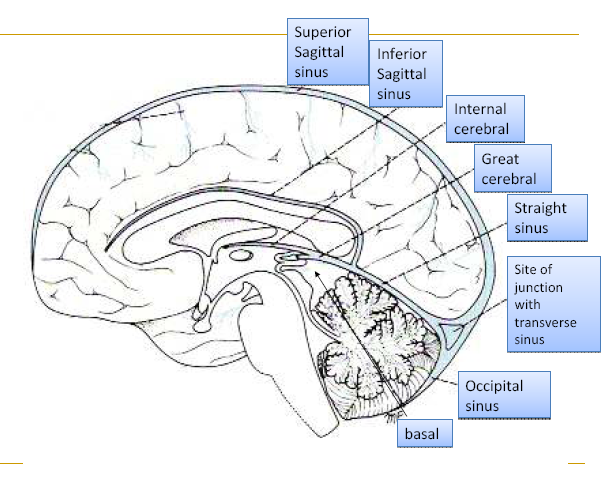 Superior
Sagittal
sinus
Inferior
Sagittal
sinus
Internal
cerebral
Great
cerebral
Straight
sinus
Site of
junction
with
transverse
sinus
Occipital
sinus
basal